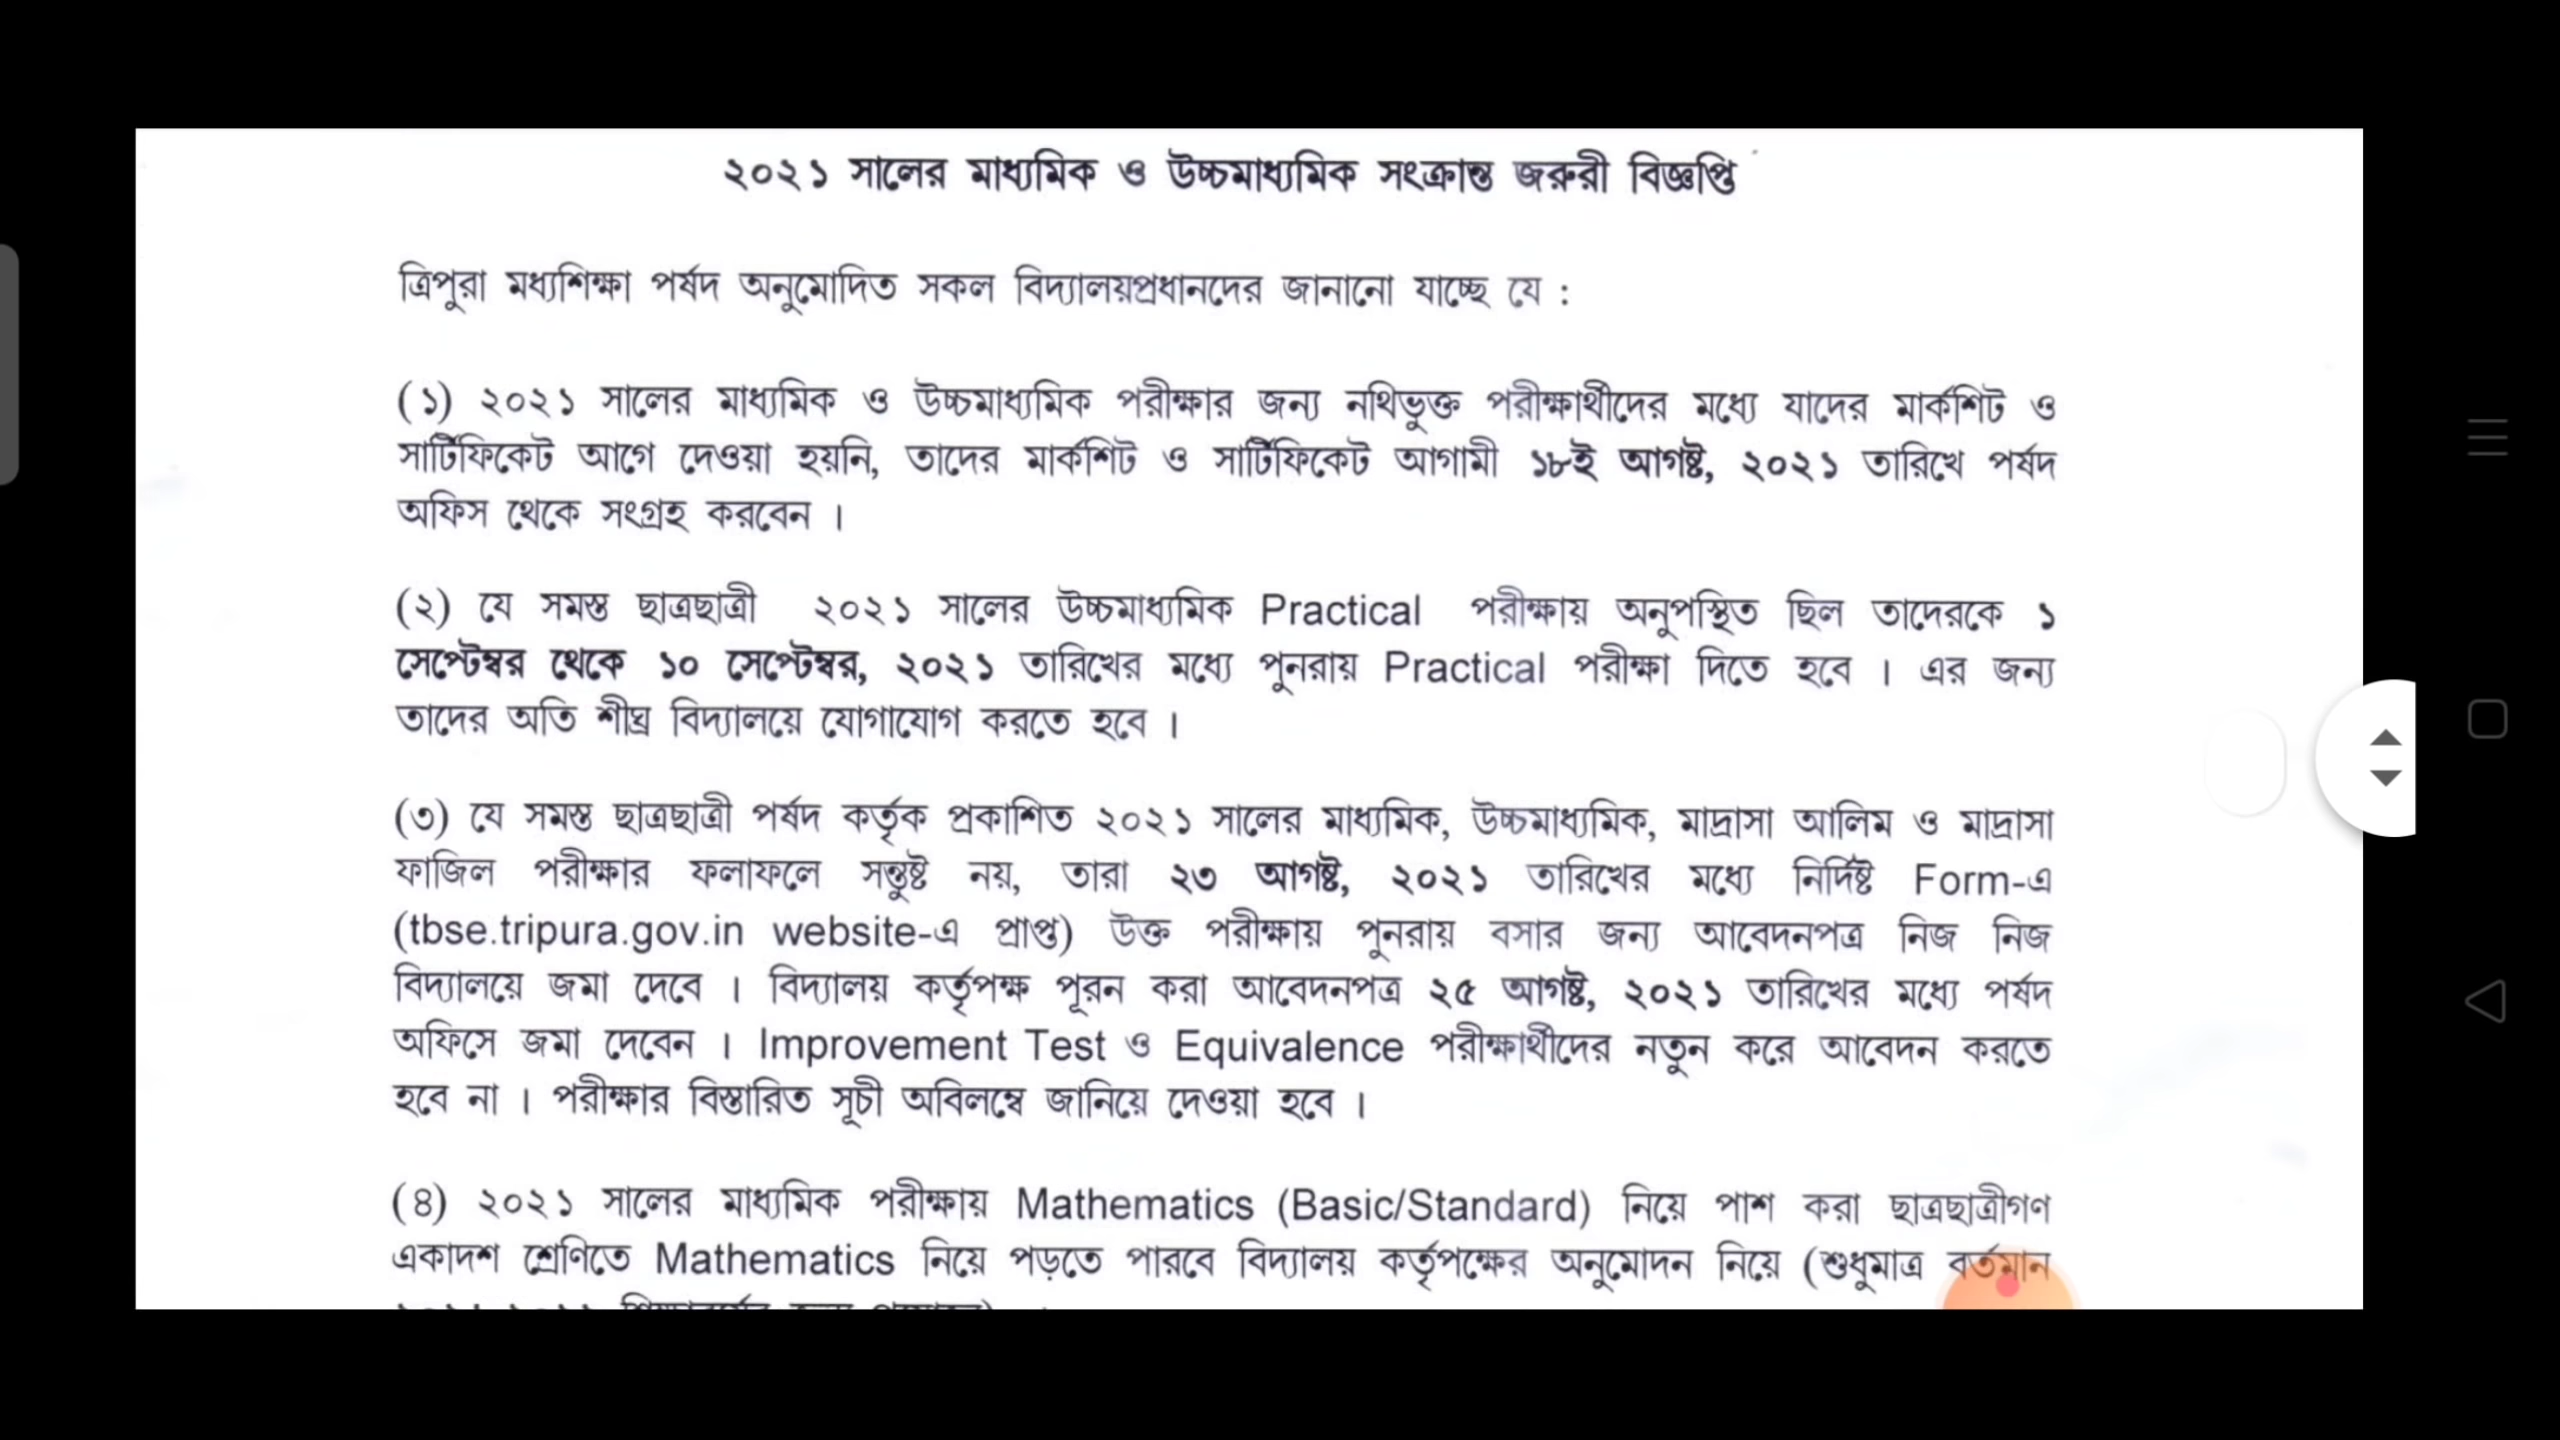 ২০২১ সালের মাধ্যমিক ও উচ্চমাধ্যমিক সংক্রান্ত জরুরী বিজ্ঞপ্তি
ত্রিপুরা মধ্যশিক্ষা পর্ষদ অনুমোদিত সকল বিদ্যালয়প্রধানদের জানানো যাচ্ছে যে :
(১) ২০২১ সালের মাধ্যমিক ও উচ্চমাধ্যমিক পরীক্ষার জন্য নথিভুক্ত পরীক্ষার্থীদের মধ্যে যাদের মার্কশিট ও
সার্টিফিকেট আগে দেওয়া হয়নি, তাদের মার্কশিট ও সার্টিফিকেট আগামী ১৮ই আগষ্ট, ২০২১ তারিখে পর্ষদ
অফিস থেকে সংগ্রহ করবেন ।
(২) যে সমস্ত ছাত্রছাত্রী ২০২১ সালের উচ্চমাধ্যমিক Practical পরীক্ষায় অনুপস্থিত ছিল তাদেরকে ১
সেপ্টেম্বর থেকে ১০ সেপ্টেম্বর, ২০২১ তারিখের মধ্যে পুনরায় Practical পরীক্ষা দিতে হবে । এর জন্য
তাদের অতি শীঘ্র বিদ্যালয়ে যোগাযোগ করতে হবে ।
(৩) যে সমস্ত ছাত্রছাত্রী পর্ষদ কর্তৃক প্রকাশিত ২০২১ সালের মাধ্যমিক, উচ্চমাধ্যমিক, মাদ্রাসা আলিম ও মাদ্রাসা
ফাজিল পরীক্ষার ফলাফলে সন্তুষ্ট নয়, তারা ২৩ আগষ্ট, ২০২১ তারিখের মধ্যে নির্দিষ্ট Form-এ
(tbse.tripura.gov.in website-এ প্রাপ্ত) উক্ত পরীক্ষায় পুনরায় বসার জন্য আবেদনপত্র নিজ নিজ
বিদ্যালয়ে জমা দেবে । বিদ্যালয় কর্তৃপক্ষ পূরন করা আবেদনপত্র ২৫ আগষ্ট, ২০২১ তারিখের মধ্যে পর্ষদ
অফিসে জমা দেবেন । Improvement Test ও Equivalence পরীক্ষার্থীদের নতুন করে আবেদন করতে
হবে না । পরীক্ষার বিস্তারিত সূচী অবিলম্বে জানিয়ে দেওয়া হবে ।
(৪) ২০২১ সালের মাধ্যমিক পরীক্ষায় Mathematics (Basic/Standard) নিয়ে পাশ করা ছাত্রছাত্রীগণ
একাদশ শ্রেণিতে Mathematics নিয়ে পড়তে পারবে বিদ্যালয় কর্তৃপক্ষের অনুমোদন নিয়ে (শুধুমাত্র বর্তমান